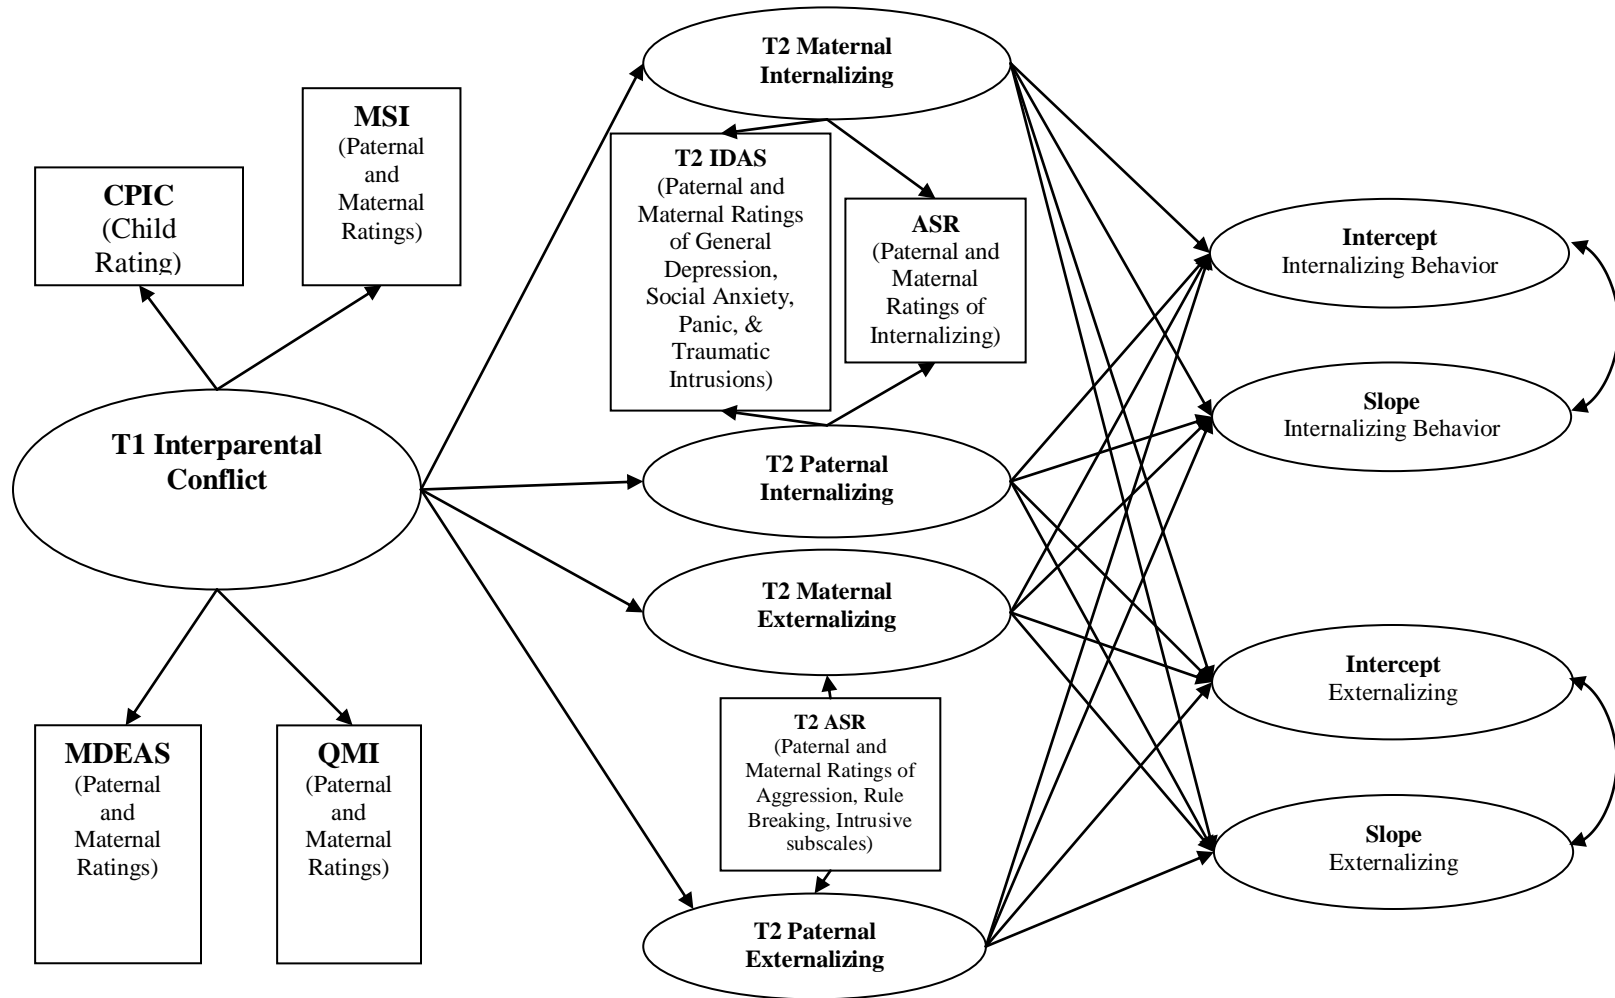 T2 Maternal
Internalizing
MSI
(Paternal
and
Maternal
Ratings)
CPIC
(Child
Rating)
T2 IDAS
(Paternal and
Maternal Ratings
of General
Depression,
Social Anxiety,
Panic, &
Traumatic
Intrusions)
ASR
(Paternal and
Maternal
Ratings of
Internalizing)
Intercept
Internalizing Behavior
Slope
Internalizing Behavior
T1 Interparental
Conflict
T2 Paternal
Internalizing
T2 Maternal
Externalizing
Intercept
Externalizing
MDEAS
(Paternal
and
Maternal
Ratings)
QMI
(Paternal
and
Maternal
Ratings)
T2 ASR
(Paternal and
Maternal Ratings of
Aggression, Rule
Breaking, Intrusive
subscales)
Slope
Externalizing
T2 Paternal
Externalizing